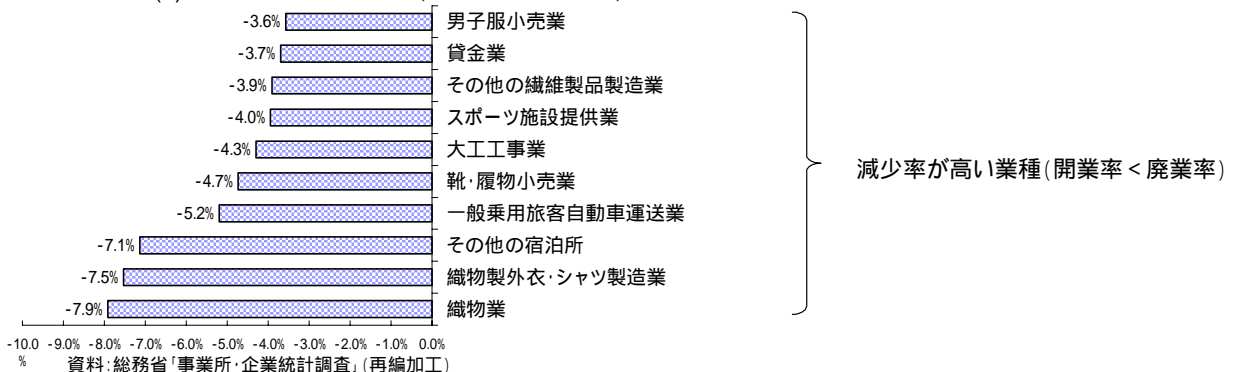 -3.6% 男子服小売業
-3.7% 貸金業
-3.9% その他の繊維製品製造業
-4.0% スポーツ施設提供業
-4.3% 大工工事業
-4.7% 靴・履物小売業
-5.2% 一般乗用旅客自動車運送業
-7.1% その他の宿泊所
-7.5% 織物製外衣・シャツ製造業
-7.9% 織物業
減少率が高い業種(開業率<廃業率)
-10.0% -9.0% -8.0% -7.0% -6.0% -5.0% -4.0% -3.0% -2.0% -1.0% 0.0%
資料:総務省「事業所・企業統計調査」(再編加工)